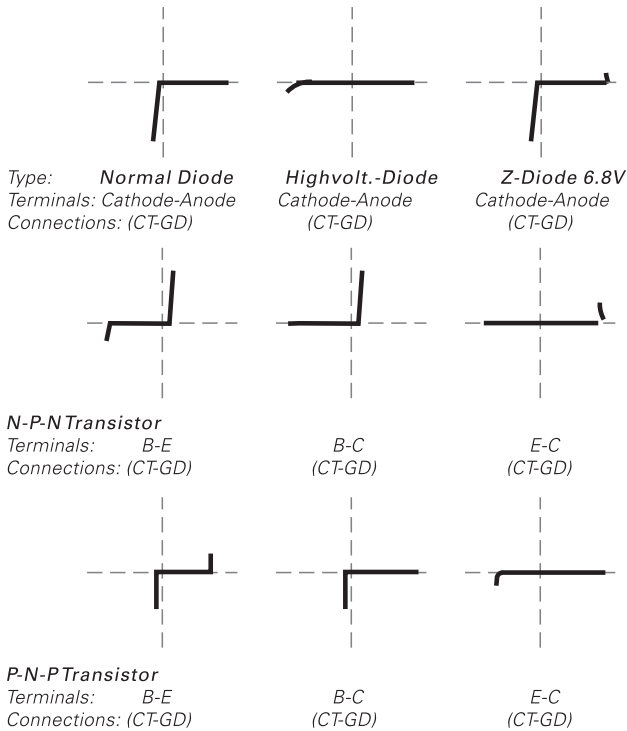 Type: Normal Diode Highvolt.-Diode Z-Diode 6.8V
Terminals: Cathode-Anode Cathode-Anode Cathode-Anode
Connections: (CT-GD) (CT-GD) (CT-GD)
N-P-N Transistor
Terminals: B-E B-C E-C
Connections: (CT-GD) (CT-GD) (CT-GD)
P-N-P Transistor
Terminals: B-E B-C E-C
Connections: (CT-GD) (CT-GD) (CT-GD)